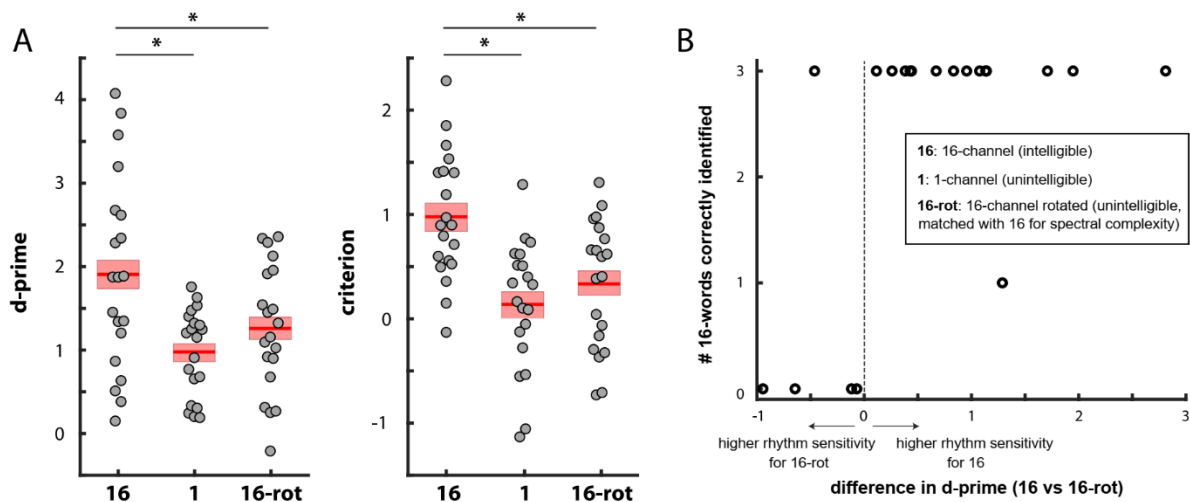 A
*
*
d-prime
4
3
2
1
0
16 1 16-rot
*
*
criterion
2
1
0
-1
16 1 16-rot
B
# 16-words correctly identified
3
2
1
0
16: 16-channel (intelligible)
1: 1-channel (unintelligible)
16-rot: 16-channel rotated (unintelligible,
matched with 16 for spectral complexity)
-1 0 1 2 3
higher rhythm sensitivity
for 16-rot
higher rhythm sensitivity
for 16
difference in d-prime (16 vs 16-rot)